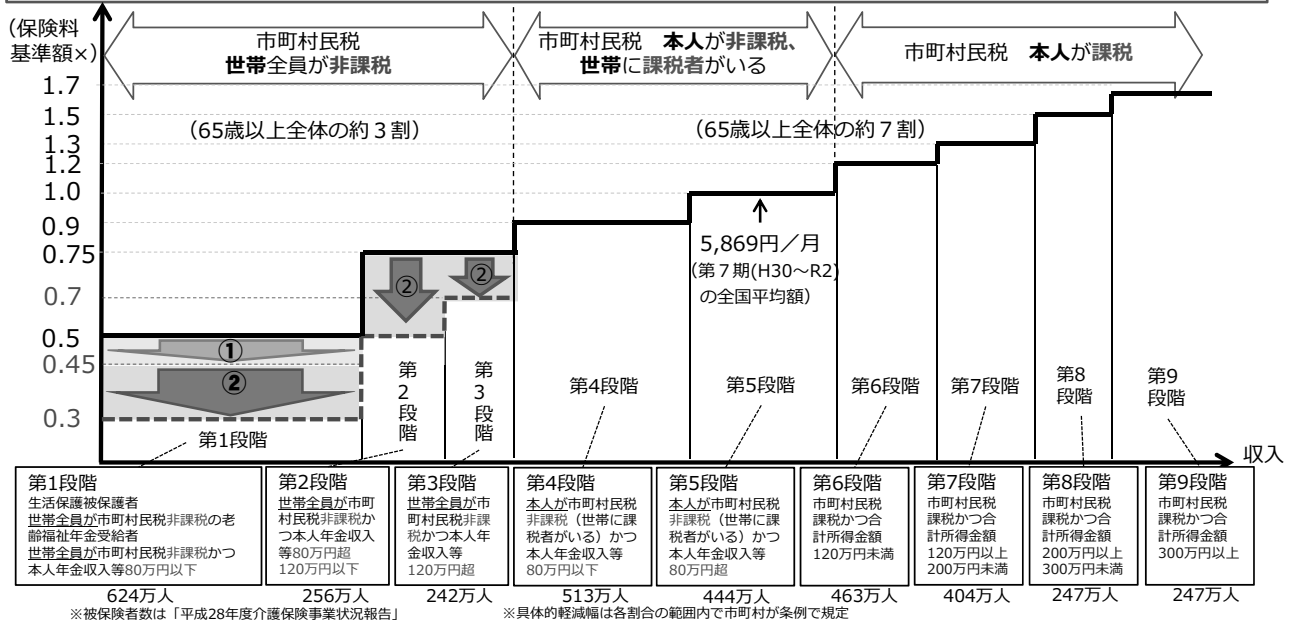 (保険料
基準額×)
市町村民税
世帯全員が非課税
市町村民税 本人が非課税、
世帯に課税者がいる
市町村民税 本人が課税
(65歳以上全体の約3割)
(65歳以上全体の約7割)
1.7
1.5
1.3
1.2
1.0
0.9
0.75
0.7
0.5
0.45
0.3
5,869円/月
(第7期(H30~R2)
の全国平均額)
①
②
②
②
第1段階
第2段階
第3段階
第4段階
第5段階
第6段階
第7段階
第8
段階
第9
段階
収入
第1段階
生活保護被保護者
世帯全員が市町村民税非課税の老
齢福祉年金受給者
世帯全員が市町村民税非課税かつ
本人年金収入等80万円以下
第2段階
世帯全員が市町
村民税非課税か
つ本人年金収入
等80万円超
120万円以下
第3段階
世帯全員が市
町村民税非課
税かつ本人年
金収入等
120万円超
第4段階
本人が市町村民税
非課税(世帯に課
税者がいる)かつ
本人年金収入等
80万円以下
第5段階
本人が市町村民税
非課税(世帯に課
税者がいる)かつ
本人年金収入等
80万円超
第6段階
市町村民税
課税かつ合
計所得金額
120万円未満
第7段階
市町村民税
課税かつ合
計所得金額
120万円以上
200万円未満
第8段階
市町村民税
課税かつ合
計所得金額
200万円以上
300万円未満
第9段階
市町村民税
課税かつ合
計所得金額
300万円以上
624万人
256万人
242万人
513万人
444万人
463万人
404万人
247万人
247万人
※被保険者数は「平成28年度介護保険事業状況報告」
※具体的軽減幅は各割合の範囲内で市町村が条例で規定